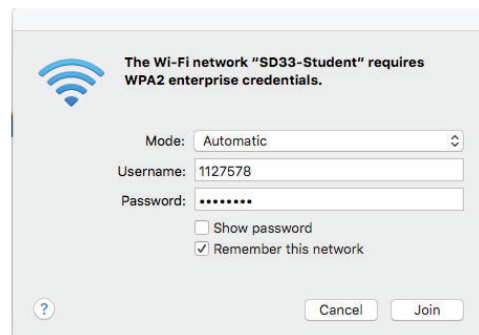 The Wi-Fi network “SD33-Student” requires
WPA2 enterprise credentials.
Mode: Automatic
Username: 1127578
Password: ••••••••
Show password
Remember this network
? Cancel Join